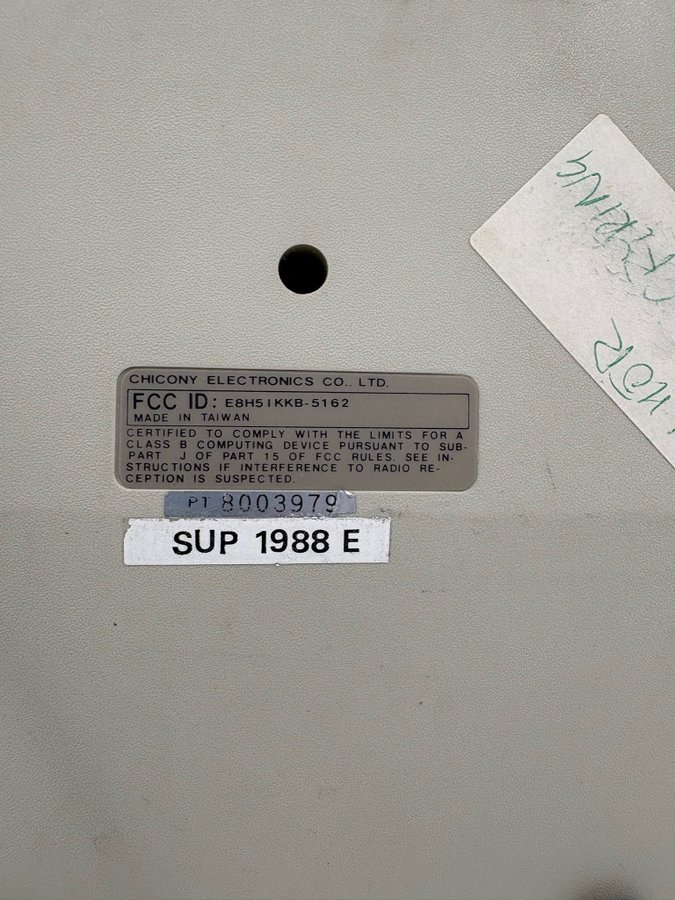 CHICONY ELECTRONICS CO., LTD.
FCC ID: E8H51KKB-5162
MADE IN TAIWAN
CERTIFIED TO COMPLY WITH THE LIMITS FOR A
CLASS B COMPUTING DEVICE PURSUANT TO SUB-
PART J OF PART 15 OF FCC RULES. SEE IN-
STRUCTIONS IF INTERFERENCE TO RADIO RE-
CEPTION IS SUSPECTED.
PT 8003979
SUP 1988 E